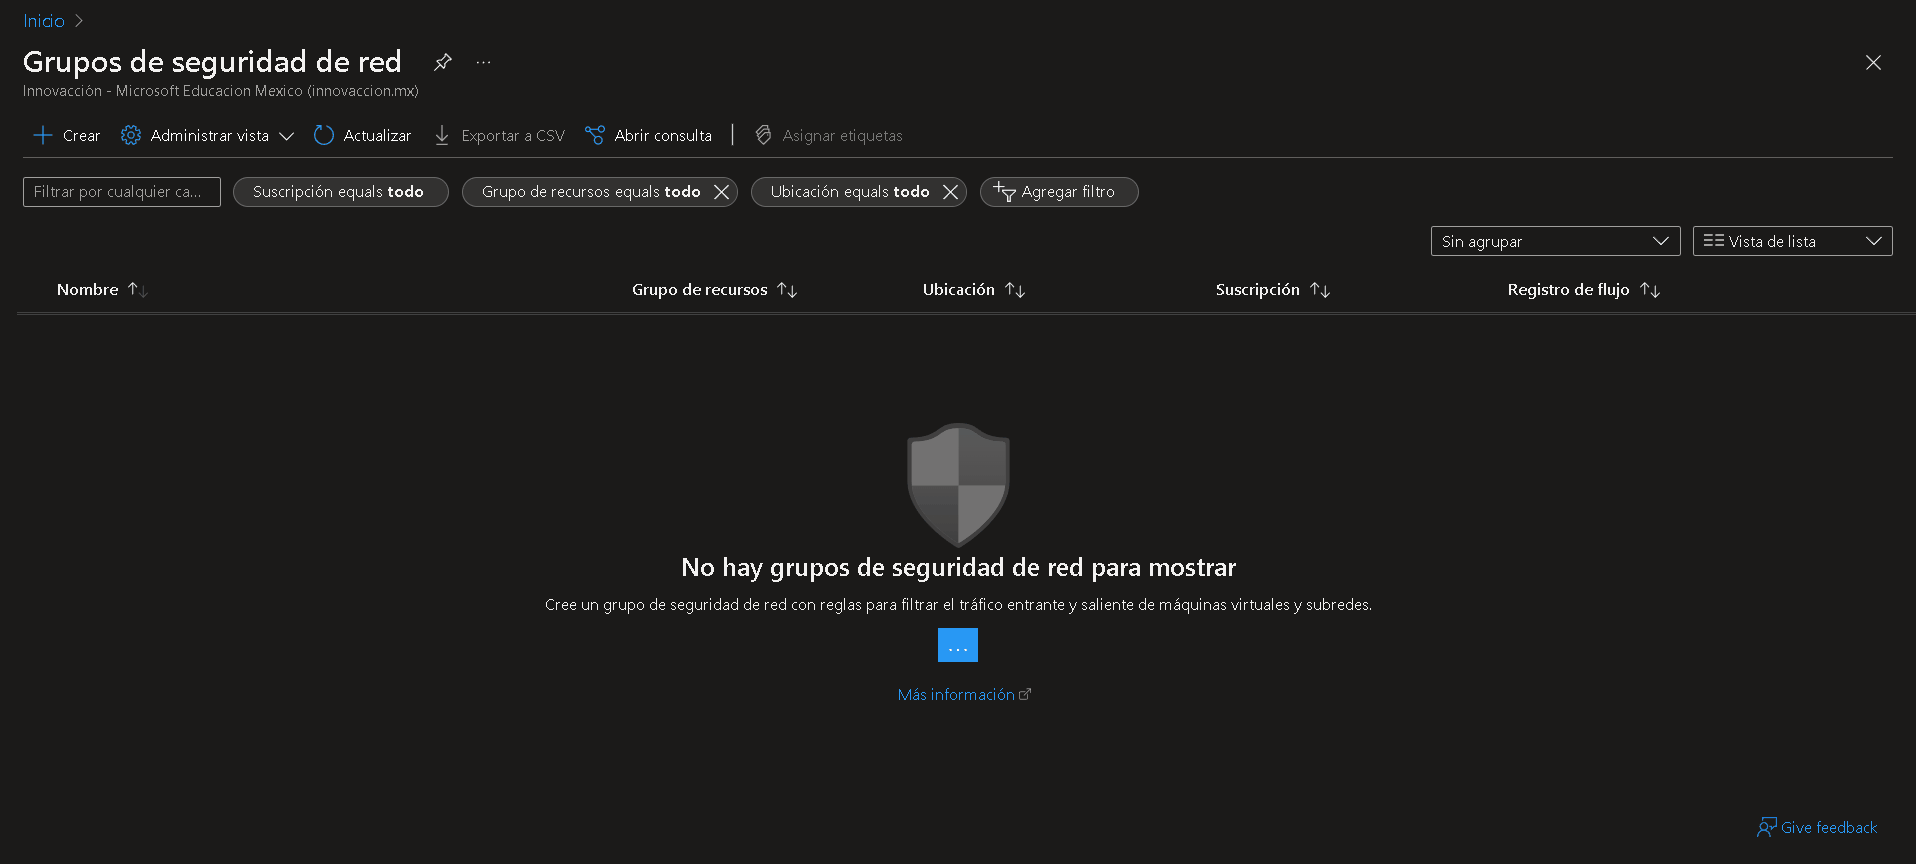 Inicio
Grupos de seguridad de red ...
Innovacción - Microsoft Educacion Mexico (innovaccion.mx)
Crear Administrar vista Actualizar Exportar a CSV Abrir consulta Asignar etiquetas
Filtrar por cualquier ca... Suscripción equals todo Grupo de recursos equals todo Ubicación equals todo Agregar filtro
Sin agrupar Vista de lista
Nombre Grupo de recursos Ubicación Suscripción Registro de flujo
No hay grupos de seguridad de red para mostrar
Cree un grupo de seguridad de red con reglas para filtrar el tráfico entrante y saliente de máquinas virtuales y subredes.
...
Más información
Give feedback